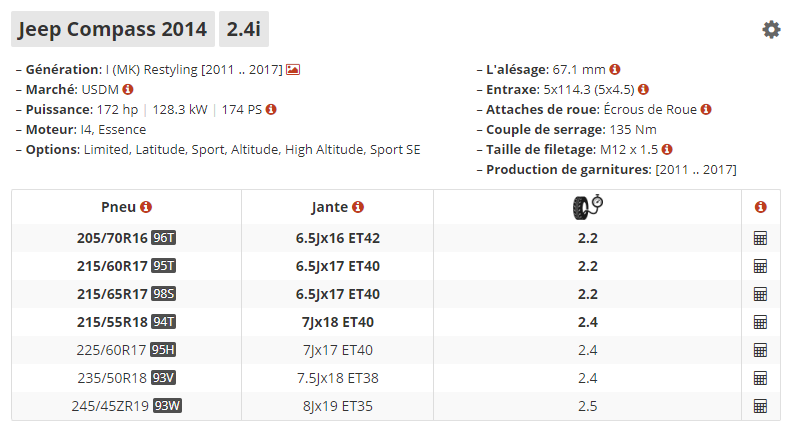 Jeep Compass 2014 2.4i
– Génération: I (MK) Restyling [2011 .. 2017]
– Marché: USDM
– Puissance: 172 hp | 128.3 kW | 174 PS
– Moteur: I4, Essence
– Options: Limited, Latitude, Sport, Altitude, High Altitude, Sport SE
– L'alésage: 67.1 mm
– Entraxe: 5x114.3 (5x4.5)
– Attaches de roue: Écrous de Roue
– Couple de serrage: 135 Nm
– Taille de filetage: M12 x 1.5
– Production de garnitures: [2011 .. 2017]
Pneu Jante
205/70R16 96T 6.5Jx16 ET42 2.2
215/60R17 95T 6.5Jx17 ET40 2.2
215/65R17 98S 6.5Jx17 ET40 2.2
215/55R18 94T 7Jx18 ET40 2.4
225/60R17 95H 7Jx17 ET40 2.4
235/50R18 93V 7.5Jx18 ET38 2.4
245/45ZR19 93W 8Jx19 ET35 2.5